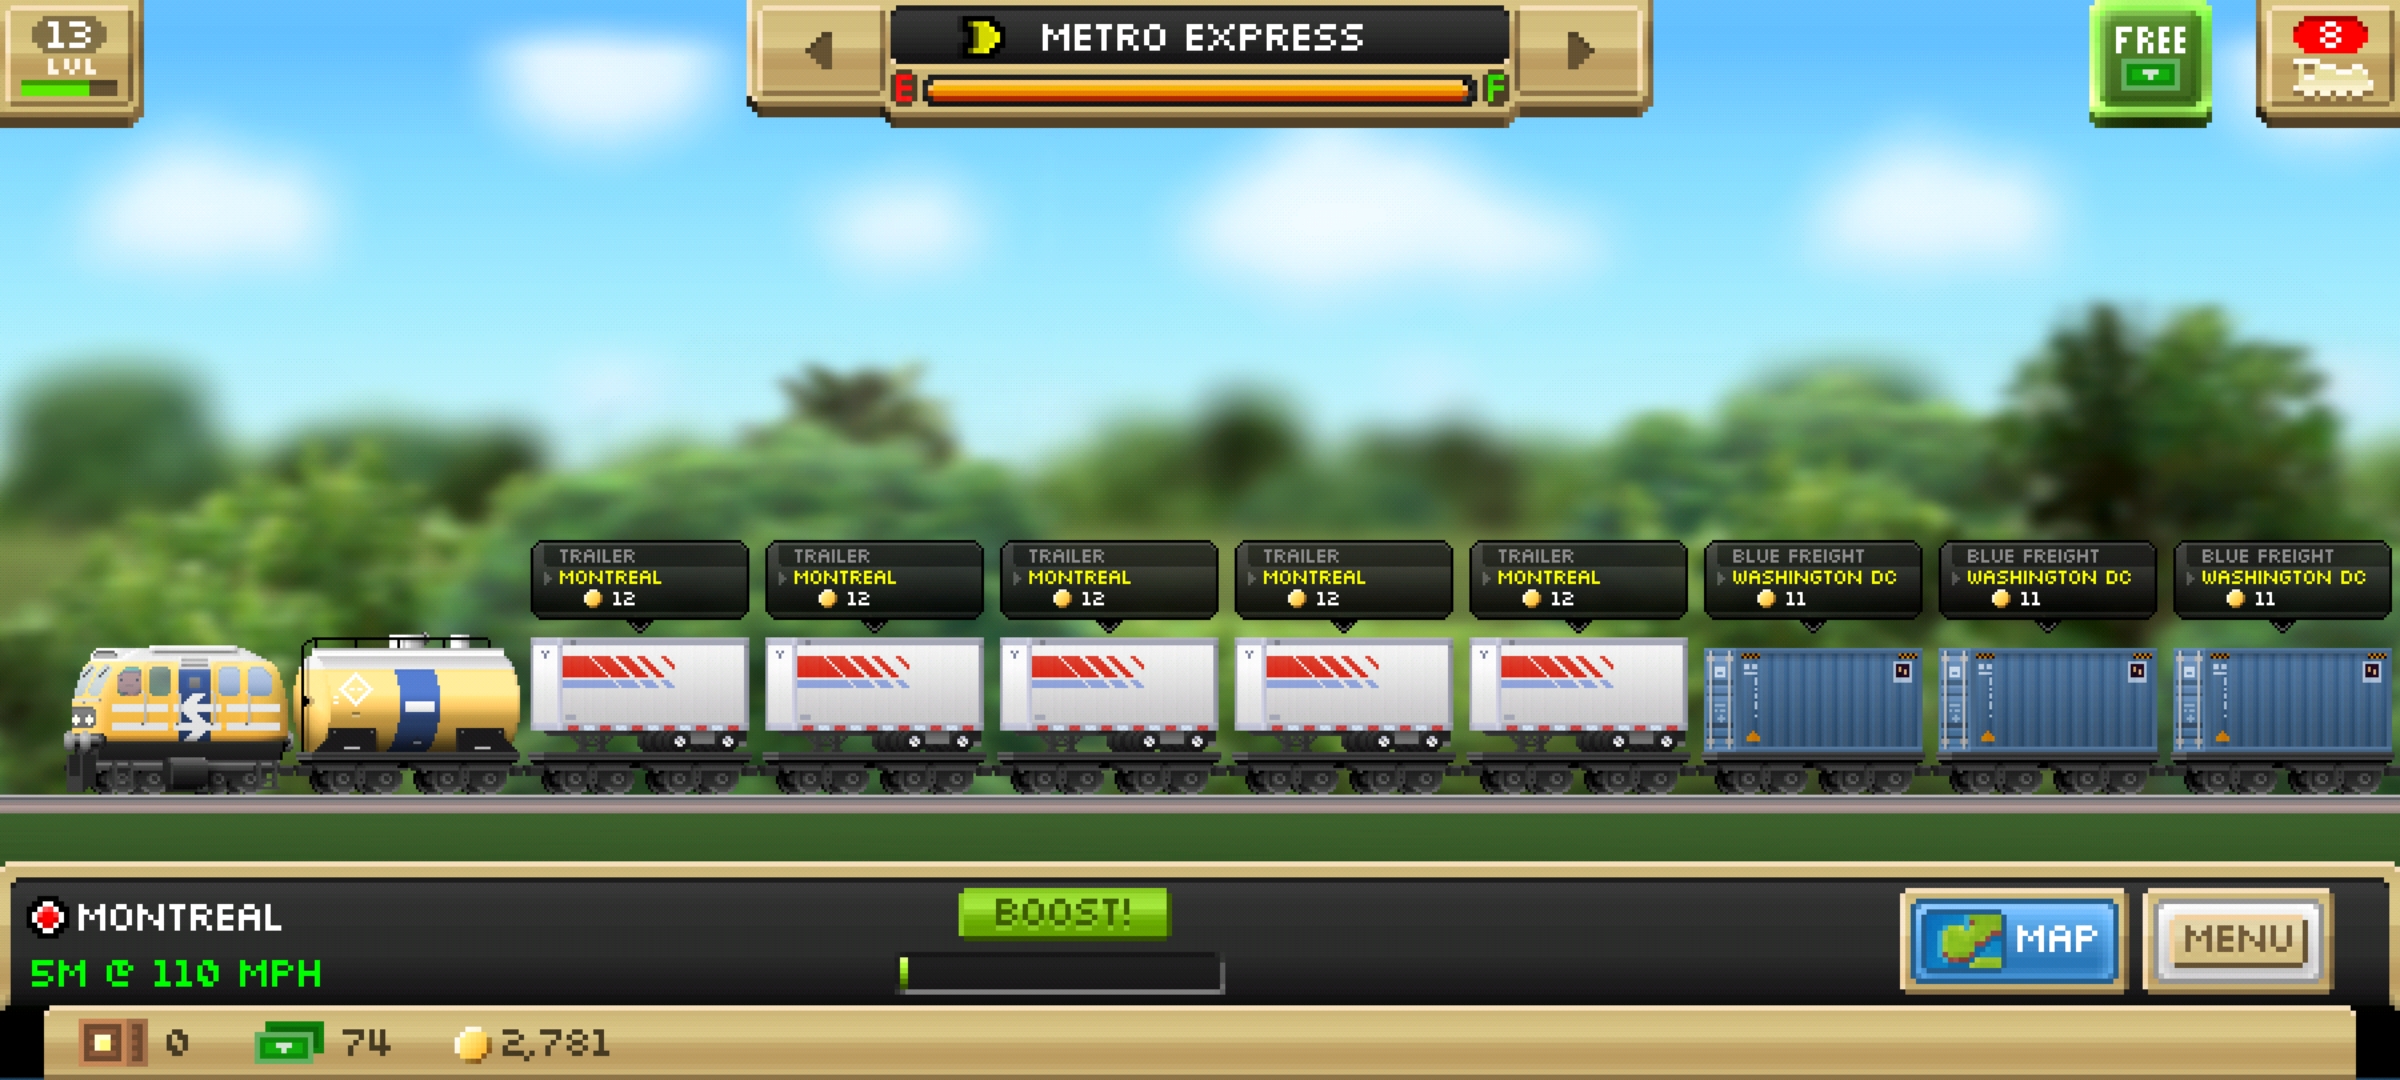 13
LVL
METRO EXPRESS
E F
FREE
8
TRAILER
MONTREAL
12
TRAILER
MONTREAL
12
TRAILER
MONTREAL
12
TRAILER
MONTREAL
12
TRAILER
MONTREAL
12
BLUE FREIGHT
WASHINGTON DC
11
BLUE FREIGHT
WASHINGTON DC
11
BLUE FREIGHT
WASHINGTON DC
11
MONTREAL
5M @ 110 MPH
BOOST!
MAP
MENU
0
74
2,781